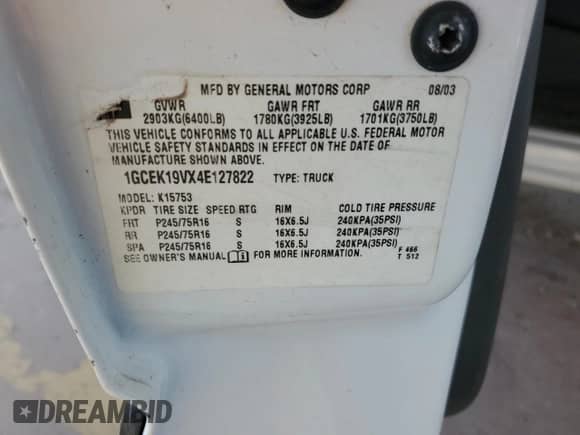 MFD BY GENERAL MOTORS CORP 08/03
GVWR GAWR FRT GAWR RR
2903KG(6400LB) 1780KG(3925LB) 1701KG(3750LB)
THIS VEHICLE CONFORMS TO ALL APPLICABLE U.S. FEDERAL MOTOR
VEHICLE SAFETY STANDARDS IN EFFECT ON THE DATE OF
MANUFACTURE SHOWN ABOVE.
1GCEK19VX4E127822 TYPE: TRUCK
MODEL: K15753
KPDR TIRE SIZE SPEED RTG RIM COLD TIRE PRESSURE
FRT P245/75R16 S 16X6.5J 240KPA(35PSI)
RR P245/75R16 S 16X6.5J 240KPA(35PSI)
SPA P245/75R16 S 16X6.5J 240KPA(35PSI)
SEE OWNER'S MANUAL FOR MORE INFORMATION.
F 466
T 512
DREAMBID